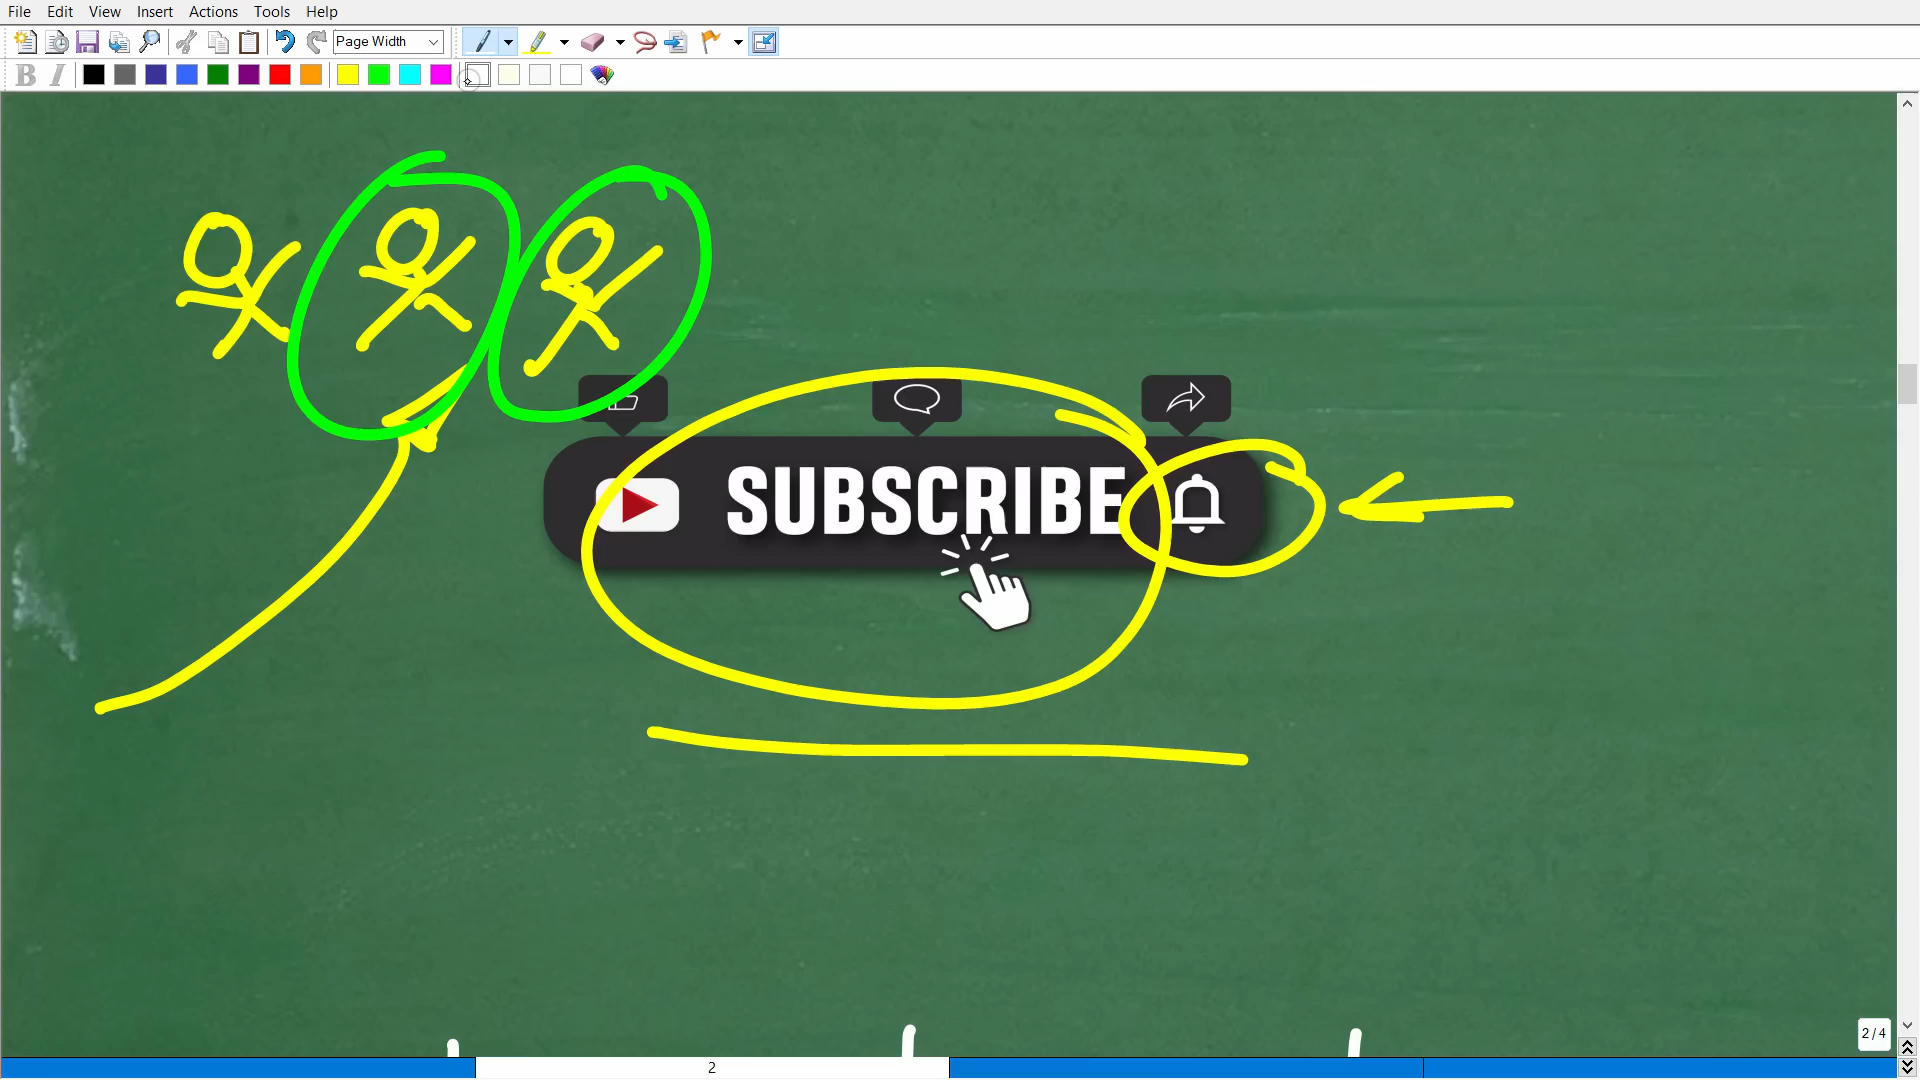 File Edit View Insert Actions Tools Help
Page Width
B I
SUBSCRIBE
2 / 4
2